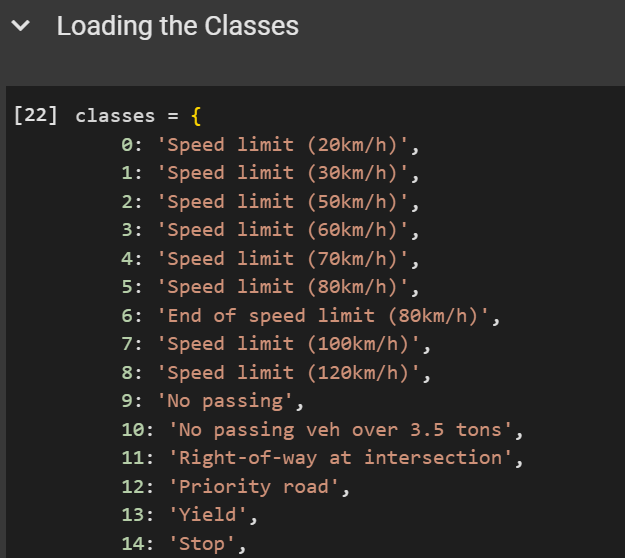 Loading the Classes
[22] classes = {
0: 'Speed limit (20km/h)',
1: 'Speed limit (30km/h)',
2: 'Speed limit (50km/h)',
3: 'Speed limit (60km/h)',
4: 'Speed limit (70km/h)',
5: 'Speed limit (80km/h)',
6: 'End of speed limit (80km/h)',
7: 'Speed limit (100km/h)',
8: 'Speed limit (120km/h)',
9: 'No passing',
10: 'No passing veh over 3.5 tons',
11: 'Right-of-way at intersection',
12: 'Priority road',
13: 'Yield',
14: 'Stop',